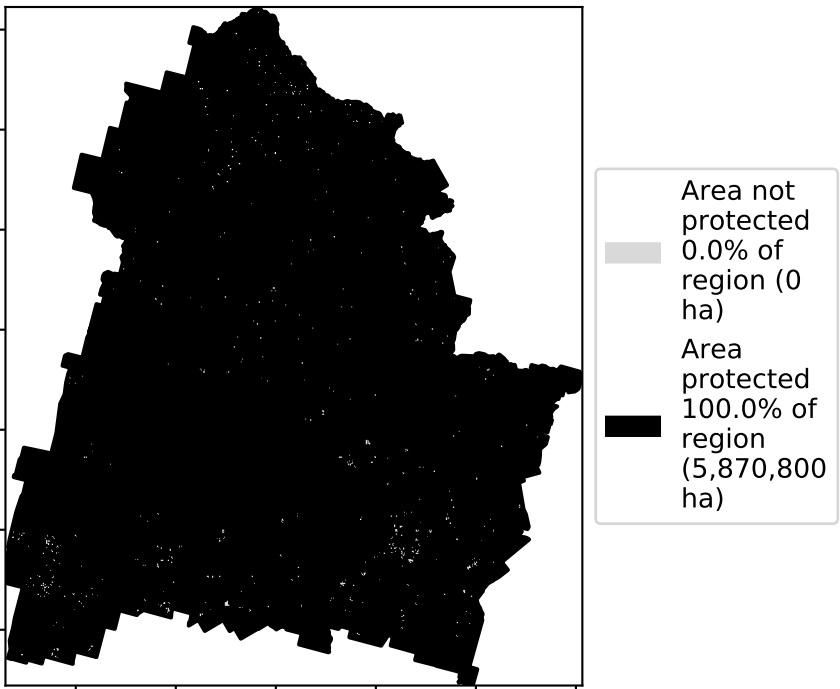 Area not
protected
0.0% of
region (0
ha)
Area
protected
100.0% of
region
(5,870,800
ha)